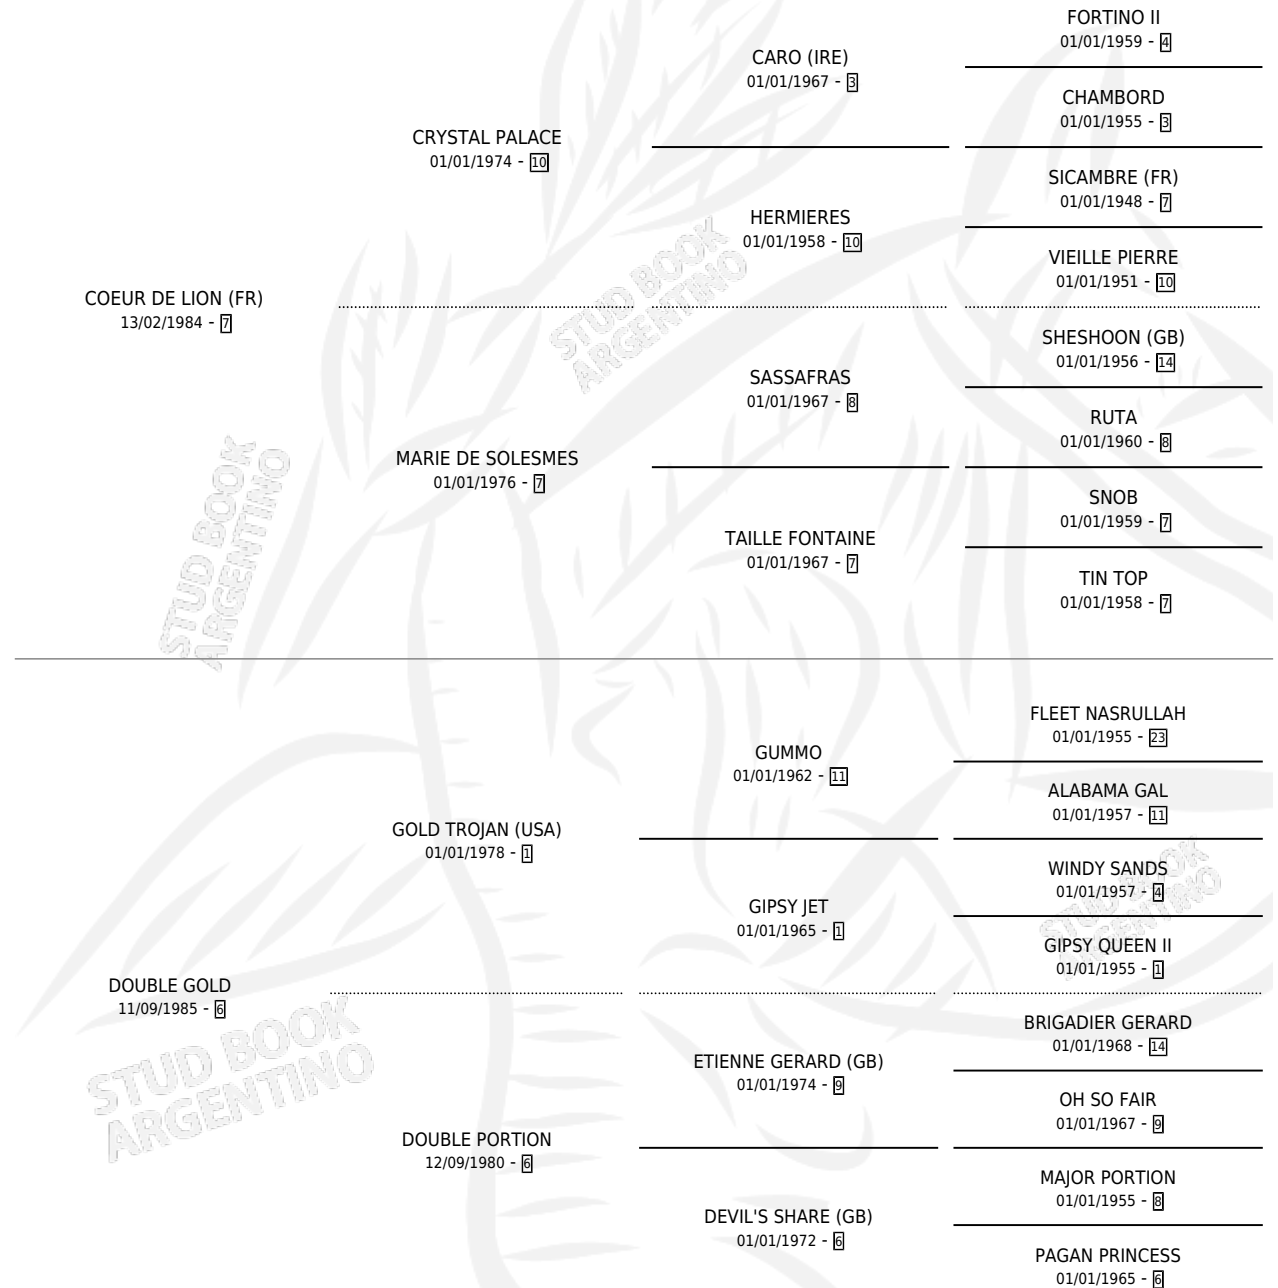 FORTINO II
01/01/1959 - 4
CARO (IRE)
01/01/1967 - 3
CHAMBORD
01/01/1955 - 3
CRYSTAL PALACE
01/01/1974 - 10
SICAMBRE (FR)
01/01/1948 - 7
HERMIERES
01/01/1958 - 10
VIEILLE PIERRE
01/01/1951 - 10
COEUR DE LION (FR)
13/02/1984 - 7
STUD BOOK
ARGENTINO
SHESHOON (GB)
01/01/1956 - 14
SASSAFRAS
01/01/1967 - 8
RUTA
01/01/1960 - 8
MARIE DE SOLESMES
01/01/1976 - 7
SNOB
01/01/1959 - 7
TAILLE FONTAINE
01/01/1967 - 7
TIN TOP
01/01/1958 - 7
STUD BOOK
ARGENTINO
FLEET NASRULLAH
01/01/1955 - 23
GUMMO
01/01/1962 - 11
ALABAMA GAL
01/01/1957 - 11
GOLD TROJAN (USA)
01/01/1978 - 1
WINDY SANDS
01/01/1957 - 4
STUD BOOK
ARGENTINO
GIPSY JET
01/01/1965 - 1
GIPSY QUEEN II
01/01/1955 - 1
DOUBLE GOLD
11/09/1985 - 6
BRIGADIER GERARD
01/01/1968 - 14
STUD BOOK
ARGENTINO
ETIENNE GERARD (GB)
01/01/1974 - 9
OH SO FAIR
01/01/1967 - 9
DOUBLE PORTION
12/09/1980 - 6
MAJOR PORTION
01/01/1955 - 8
DEVIL'S SHARE (GB)
01/01/1972 - 6
PAGAN PRINCESS
01/01/1965 - 6